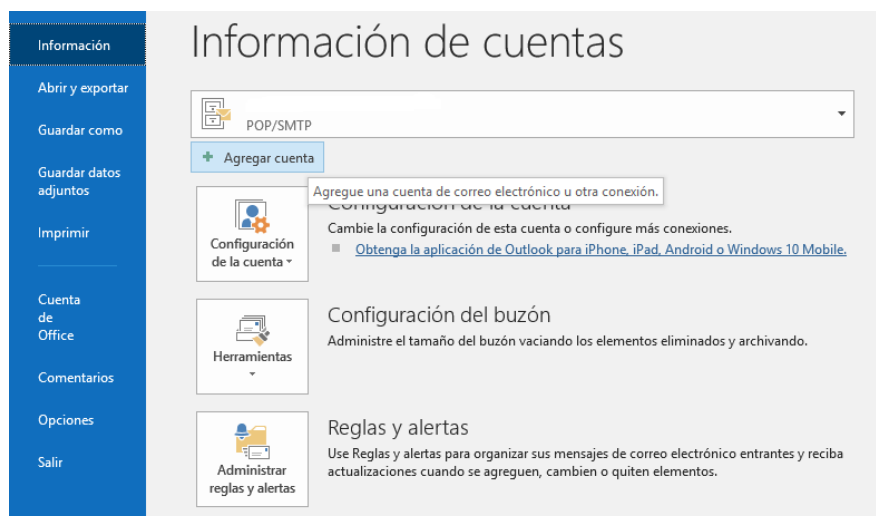 Información
Abrir y exportar
Guardar como
Guardar datos
adjuntos
Imprimir
Cuenta
de
Office
Comentarios
Opciones
Salir
Información de cuentas
POP/SMTP
Agregar cuenta
Agregue una cuenta de correo electrónico u otra conexión.
Configuración
de la cuenta
Configuración de la cuenta
Cambie la configuración de esta cuenta o configure más conexiones.
Obtenga la aplicación de Outlook para iPhone, iPad, Android o Windows 10 Mobile.
Herramientas
Configuración del buzón
Administre el tamaño del buzón vaciando los elementos eliminados y archivando.
Administrar
reglas y alertas
Reglas y alertas
Use Reglas y alertas para organizar sus mensajes de correo electrónico entrantes y reciba
actualizaciones cuando se agreguen, cambien o quiten elementos.